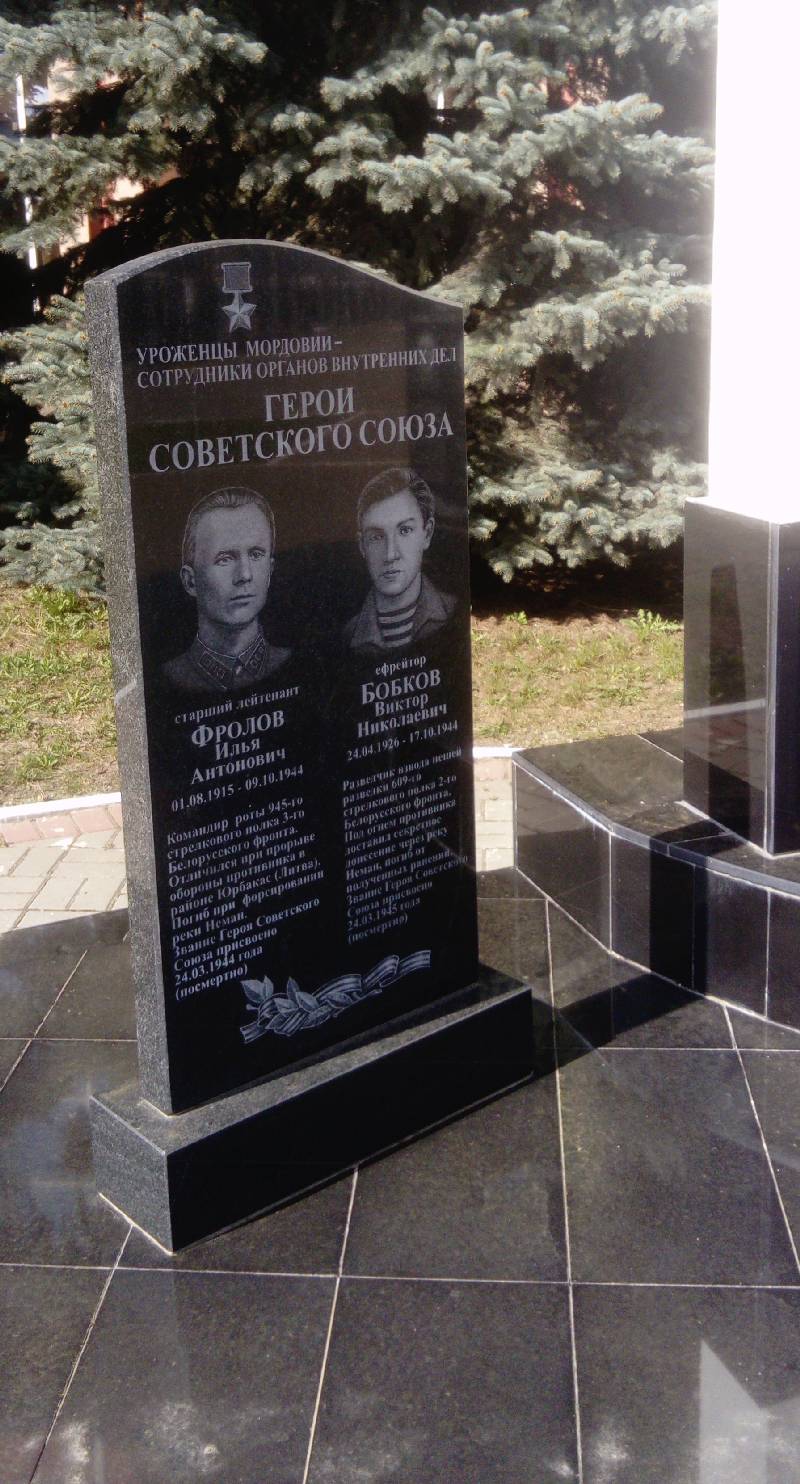 УРОЖЕНЦЫ МОРДОВИИ–
СОТРУДНИКИ ОРГАНОВ ВНУТРЕННИХ ДЕЛ
ГЕРОИ
СОВЕТСКОГО СОЮЗА
старший лейтенант
ФРОЛОВ
Илья
Антонович
01.08.1915 - 09.10.1944
Командир роты 945-го
стрелкового полка 3-го
Белорусского фронта.
Отличился при прорыве
обороны противника в
районе Юрбакас (Литва).
Погиб при форсировании
реки Неман.
Звание Героя Советского
Союза присвоено
24.03.1944 года
(посмертно)
ефрейтор
БОБКОВ
Виктор
Николаевич
24.04.1926 - 17.10.1944
Разведчик взвода пешей
разведки 609-го
стрелкового полка 2-го
Белорусского фронта.
Под огнем противника
доставил секретное
донесение через реку
Неман, погиб от
полученных ранений.
Звание Героя Советского
Союза присвоено
24.03.1945 года
(посмертно)